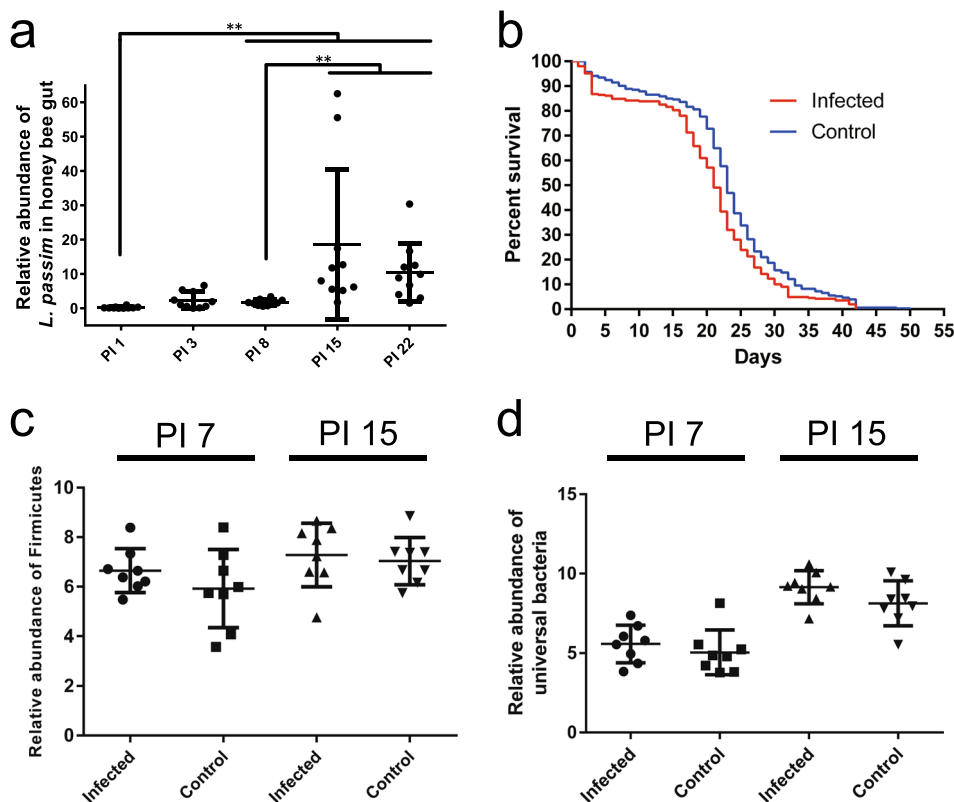 a
**
**
Relative abundance of
L. passim in honey bee gut
60
50
40
30
20
10
0
PI 1
PI 3
PI 8
PI 15
PI 22
b
Percent survival
100
90
80
70
60
50
40
30
20
10
0
0 5 10 15 20 25 30 35 40 45 50 55
Days
Infected
Control
c
PI 7
PI 15
Relative abundance of Firmicutes
10
8
6
4
2
0
Infected
Control
Infected
Control
d
PI 7
PI 15
Relative abundance of
universal bacteria
15
10
5
0
Infected
Control
Infected
Control